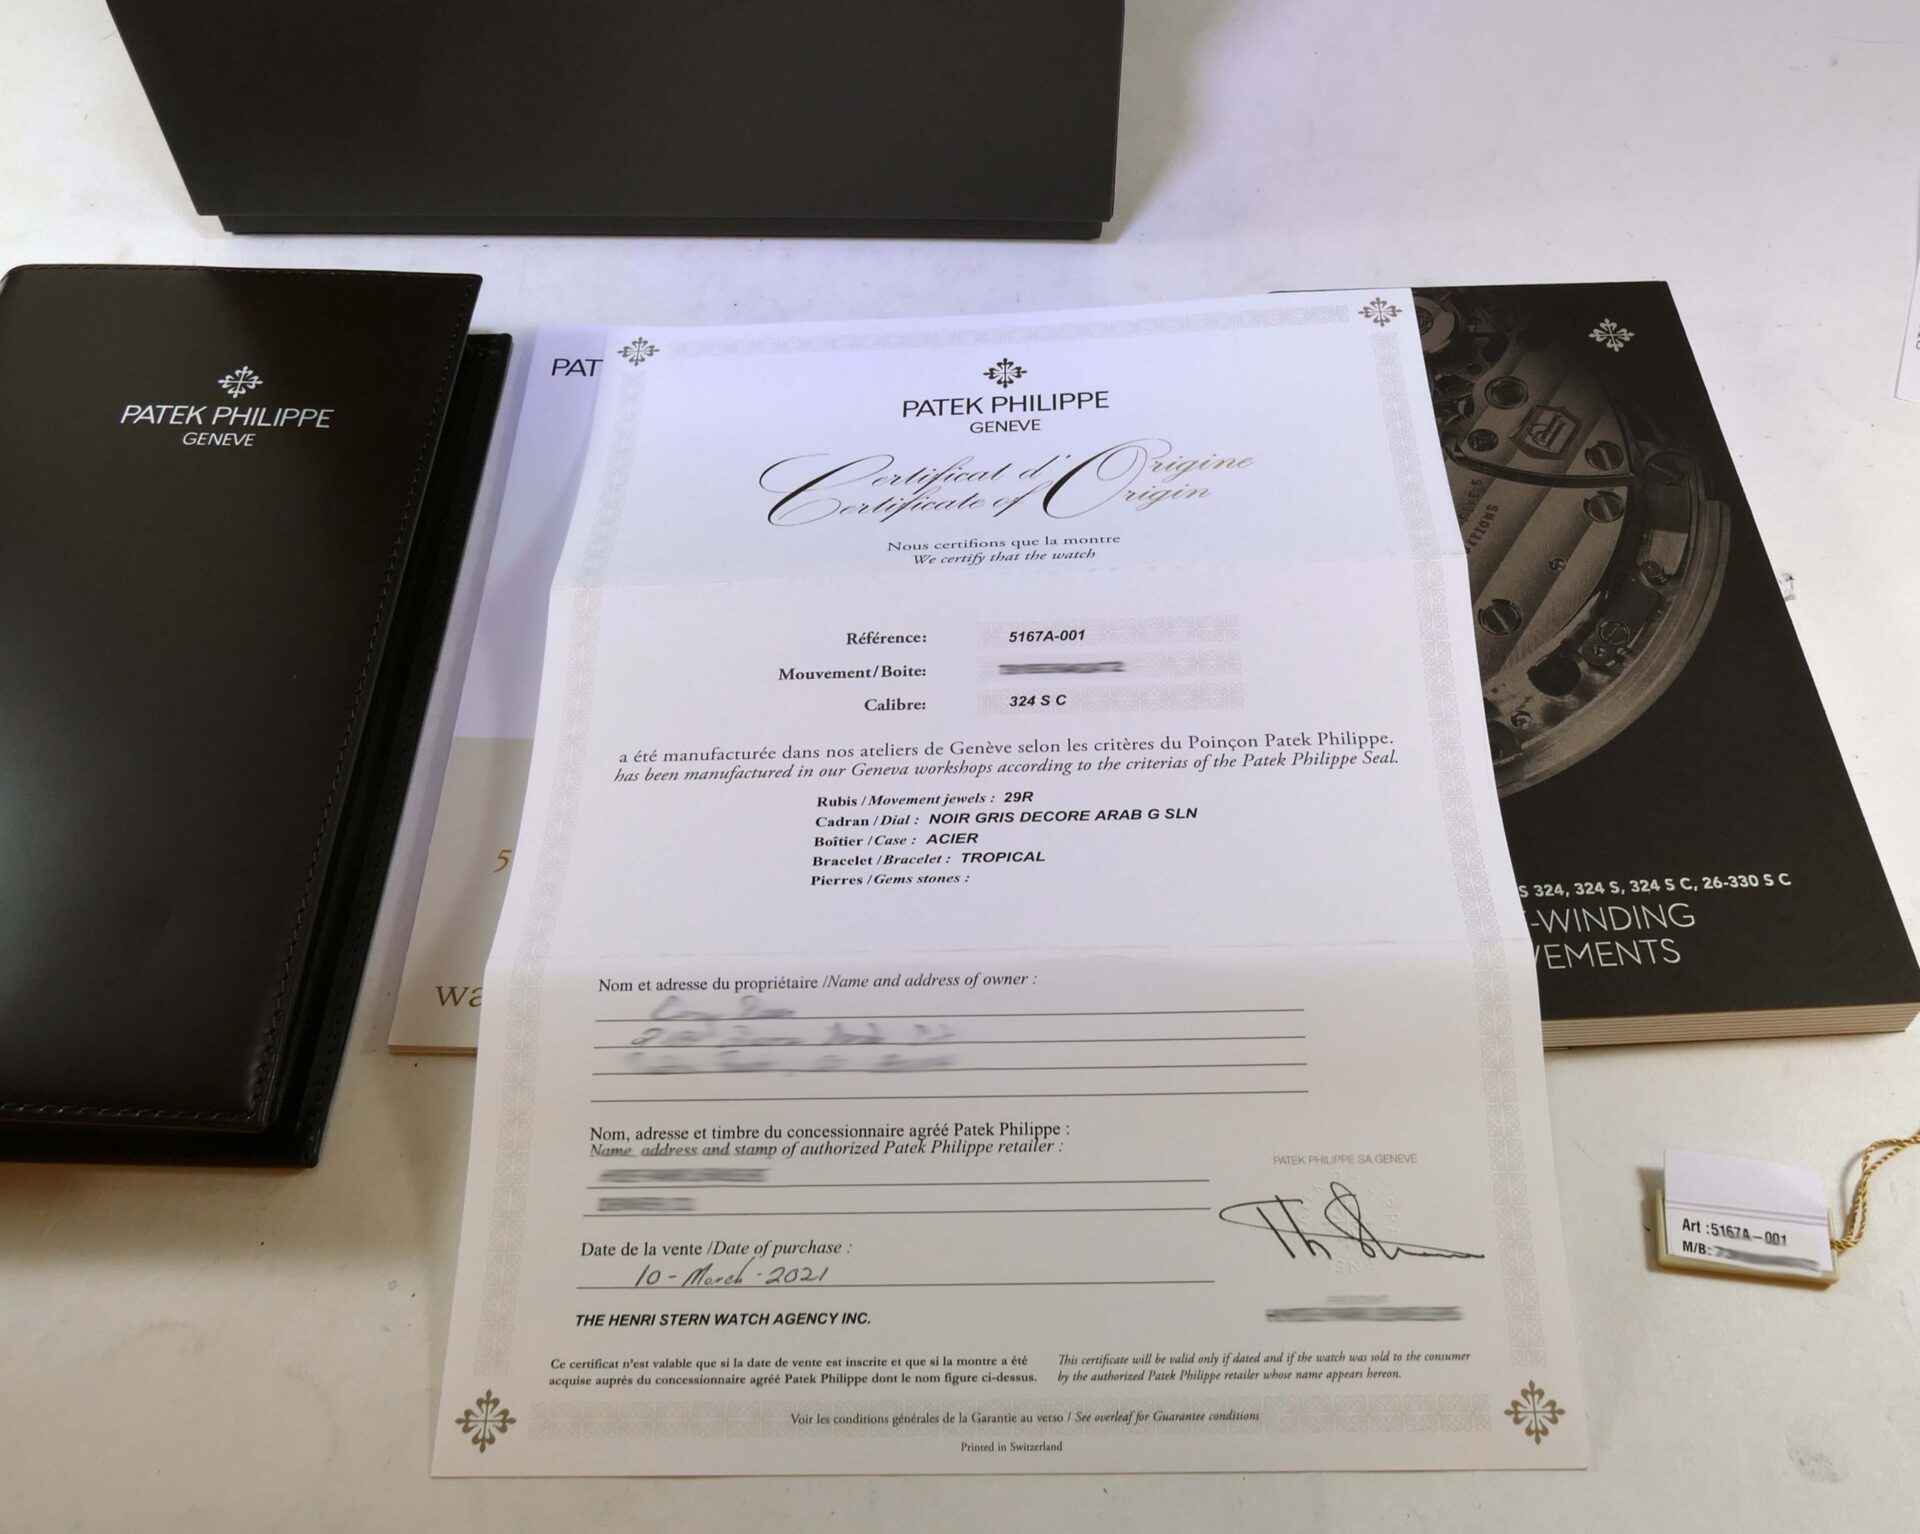 PATEK PHILIPPE
GENEVE
PAT
5
wa
PATEK PHILIPPE
GENEVE
Certificat d'Origine
Certificate of Origin
Nous certifions que la montre
We certify that the watch
Référence: 5167A-001
Mouvement/Boite:
Calibre: 324 S C
a été manufacturée dans nos ateliers de Genève selon les critères du Poinçon Patek Philippe.
has been manufactured in our Geneva workshops according to the criterias of the Patek Philippe Seal.
Rubis / Movement jewels : 29R
Cadran / Dial : NOIR GRIS DECORE ARAB G SLN
Boîtier / Case : ACIER
Bracelet / Bracelet : TROPICAL
Pierres / Gems stones :
Nom et adresse du propriétaire /Name and address of owner :
Nom, adresse et timbre du concessionnaire agréé Patek Philippe :
Name, address and stamp of authorized Patek Philippe retailer :
PATEK PHILIPPE SA GENEVE
Date de la vente /Date of purchase :
10-March-2021
THE HENRI STERN WATCH AGENCY INC.
Ce certificat n'est valable que si la date de vente est inscrite et que si la montre a été
acquise auprès du concessionnaire agréé Patek Philippe dont le nom figure ci-dessus.
This certificate will be valid only if dated and if the watch was sold to the consumer
by the authorized Patek Philippe retailer whose name appears hereon.
Voir les conditions générales de la Garantie au verso / See overleaf for Guarantee conditions
Printed in Switzerland
S 324, 324 S, 324 S C, 26-330 S C
-WINDING
VEMENTS
Art :5167A-001
M/B: